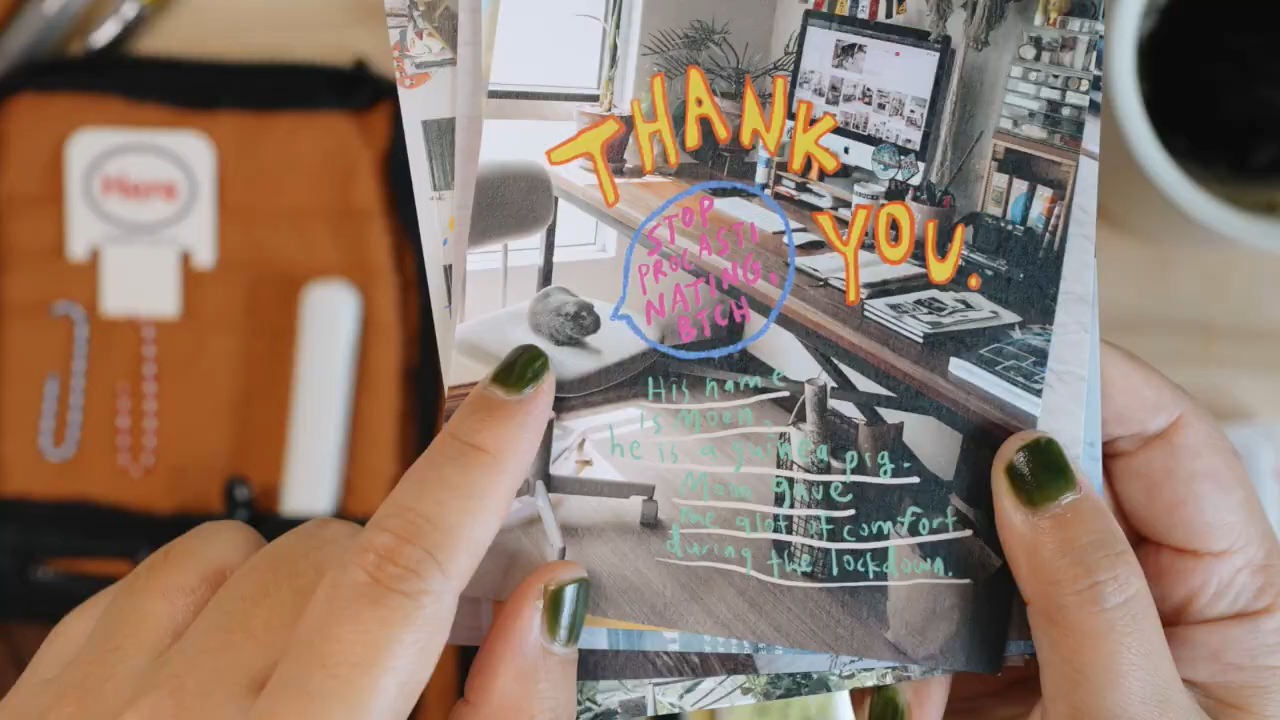 THANK
YOU.
STOP
PROCASTI
NATING,
BTCH
His name
is Moon,
he is a guinea pig.
Moon gave
me alot of comfort
during the lockdown.